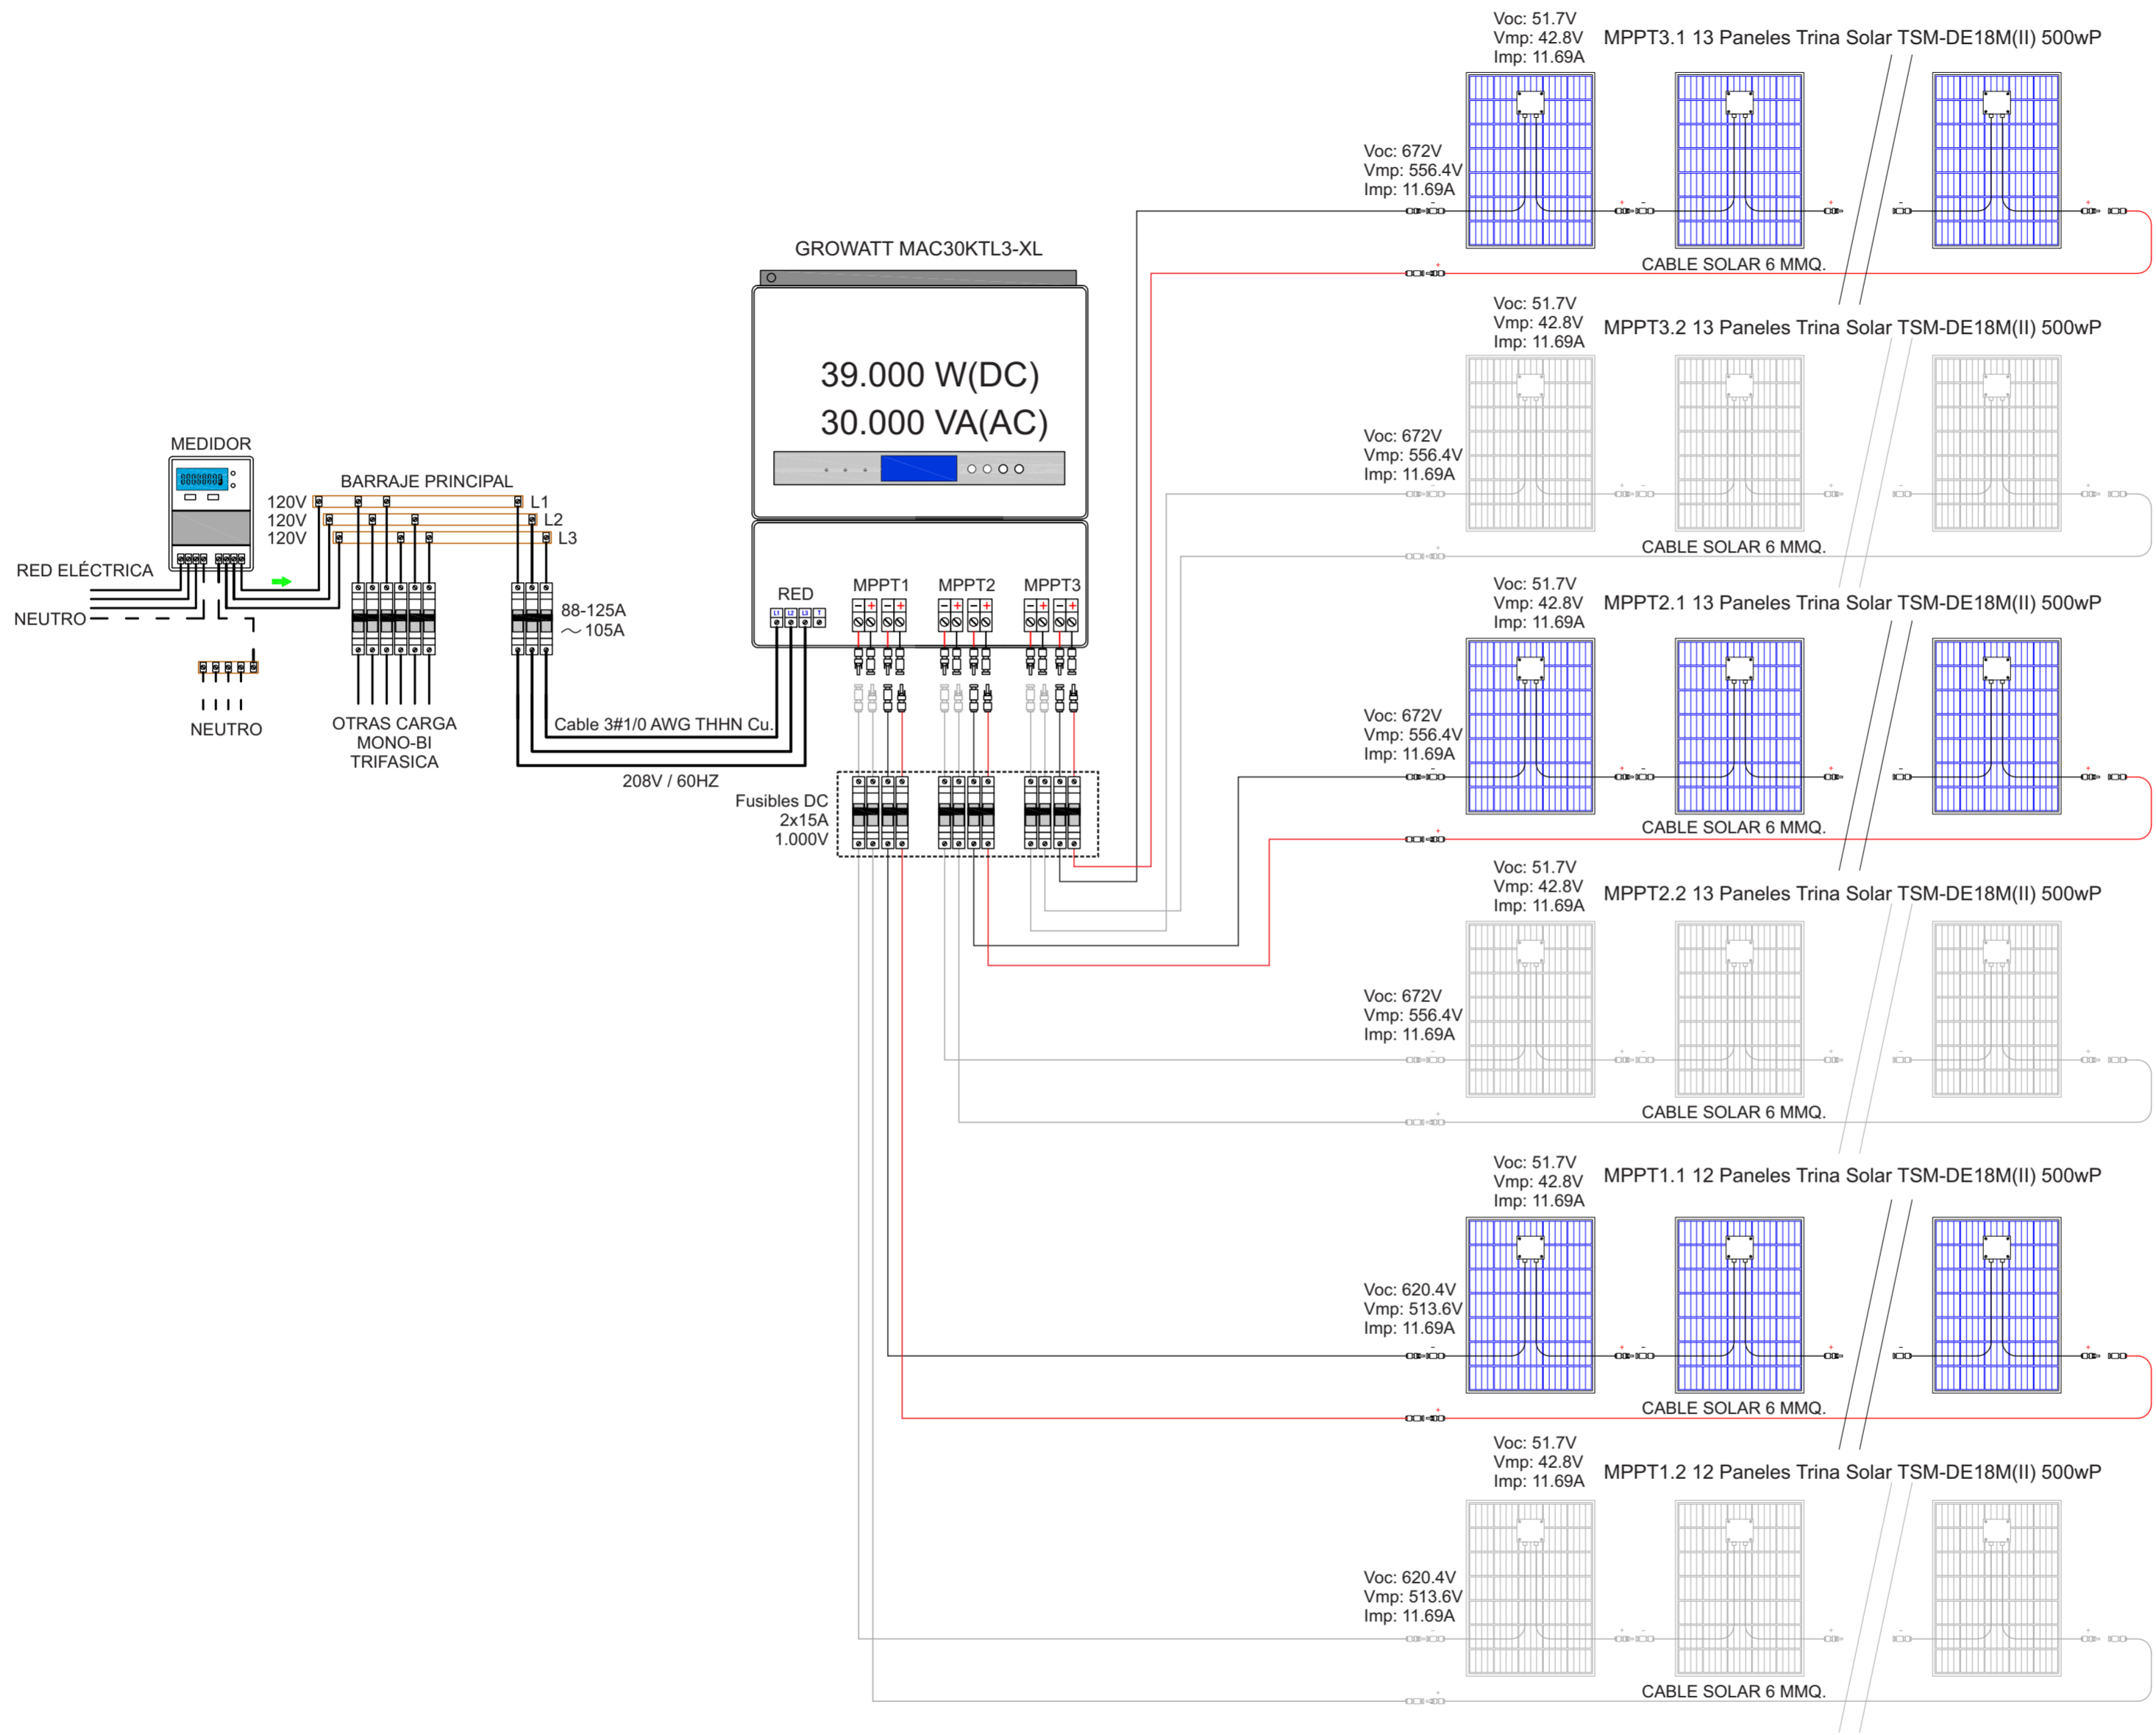 Voc: 51.7V
Vmp: 42.8V
Imp: 11.69A
MPPT3.1 13 Paneles Trina Solar TSM-DE18M(II) 500wP
Voc: 672V
Vmp: 556.4V
Imp: 11.69A
CABLE SOLAR 6 MMQ.
Voc: 51.7V
Vmp: 42.8V
Imp: 11.69A
MPPT3.2 13 Paneles Trina Solar TSM-DE18M(II) 500wP
Voc: 672V
Vmp: 556.4V
Imp: 11.69A
CABLE SOLAR 6 MMQ.
Voc: 51.7V
Vmp: 42.8V
Imp: 11.69A
MPPT2.1 13 Paneles Trina Solar TSM-DE18M(II) 500wP
Voc: 672V
Vmp: 556.4V
Imp: 11.69A
CABLE SOLAR 6 MMQ.
Voc: 51.7V
Vmp: 42.8V
Imp: 11.69A
MPPT2.2 13 Paneles Trina Solar TSM-DE18M(II) 500wP
Voc: 672V
Vmp: 556.4V
Imp: 11.69A
CABLE SOLAR 6 MMQ.
Voc: 51.7V
Vmp: 42.8V
Imp: 11.69A
MPPT1.1 12 Paneles Trina Solar TSM-DE18M(II) 500wP
Voc: 620.4V
Vmp: 513.6V
Imp: 11.69A
CABLE SOLAR 6 MMQ.
Voc: 51.7V
Vmp: 42.8V
Imp: 11.69A
MPPT1.2 12 Paneles Trina Solar TSM-DE18M(II) 500wP
Voc: 620.4V
Vmp: 513.6V
Imp: 11.69A
CABLE SOLAR 6 MMQ.
GROWATT MAC30KTL3-XL
39.000 W(DC)
30.000 VA(AC)
RED
L1 L2 L3 T
MPPT1
MPPT2
MPPT3
− + − +
− + − +
− + − +
MEDIDOR
BARRAJE PRINCIPAL
120V
120V
120V
L1
L2
L3
RED ELÉCTRICA
NEUTRO
NEUTRO
OTRAS CARGA
MONO-BI
TRIFASICA
88-125A
～ 105A
Cable 3#1/0 AWG THHN Cu.
208V / 60HZ
Fusibles DC
2x15A
1.000V